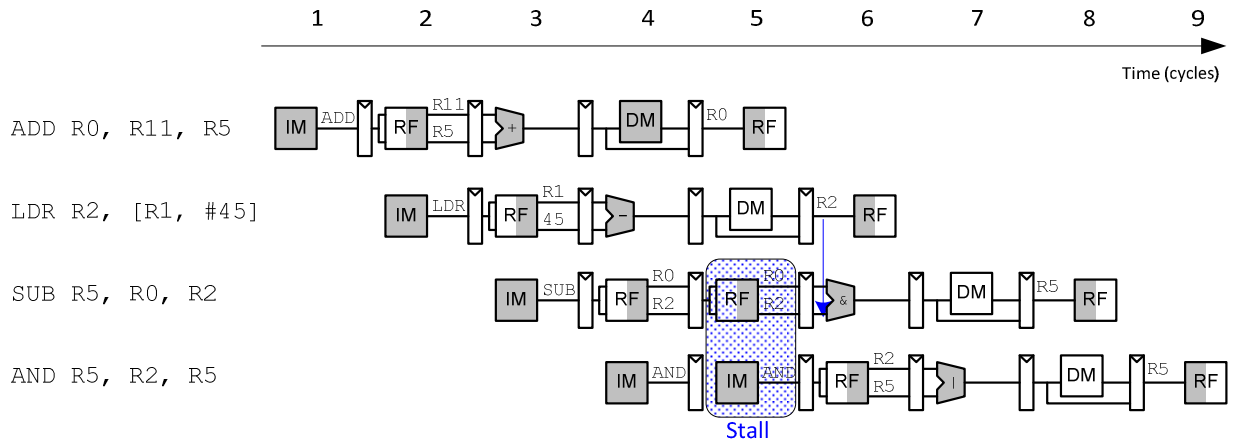 1 2 3 4 5 6 7 8 9
Time (cycles)
ADD R0, R11, R5
IM ADD RF R11 R5 + DM R0 RF
LDR R2, [R1, #45]
IM LDR RF R1 45 - DM R2 RF
SUB R5, R0, R2
IM SUB RF R0 R2 RF R0 R2 & DM R5 RF
AND R5, R2, R5
IM AND IM AND RF R2 R5 | DM R5 RF
Stall